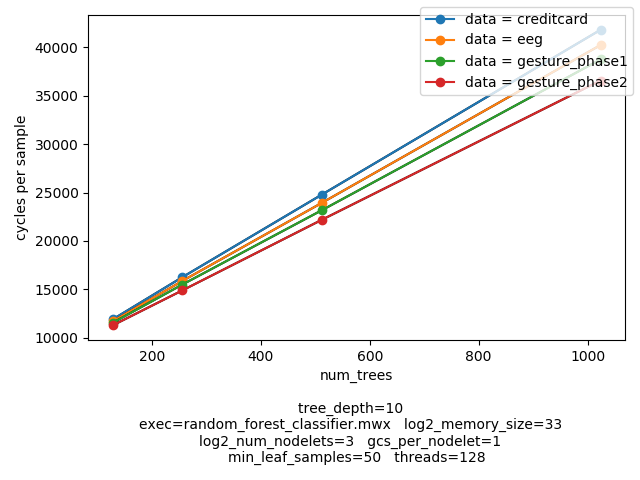 data = creditcard
data = eeg
data = gesture_phase1
data = gesture_phase2
40000
35000
30000
25000
20000
15000
10000
cycles per sample
200
400
600
800
1000
num_trees
tree_depth=10
exec=random_forest_classifier.mwx log2_memory_size=33
log2_num_nodelets=3 gcs_per_nodelet=1
min_leaf_samples=50 threads=128